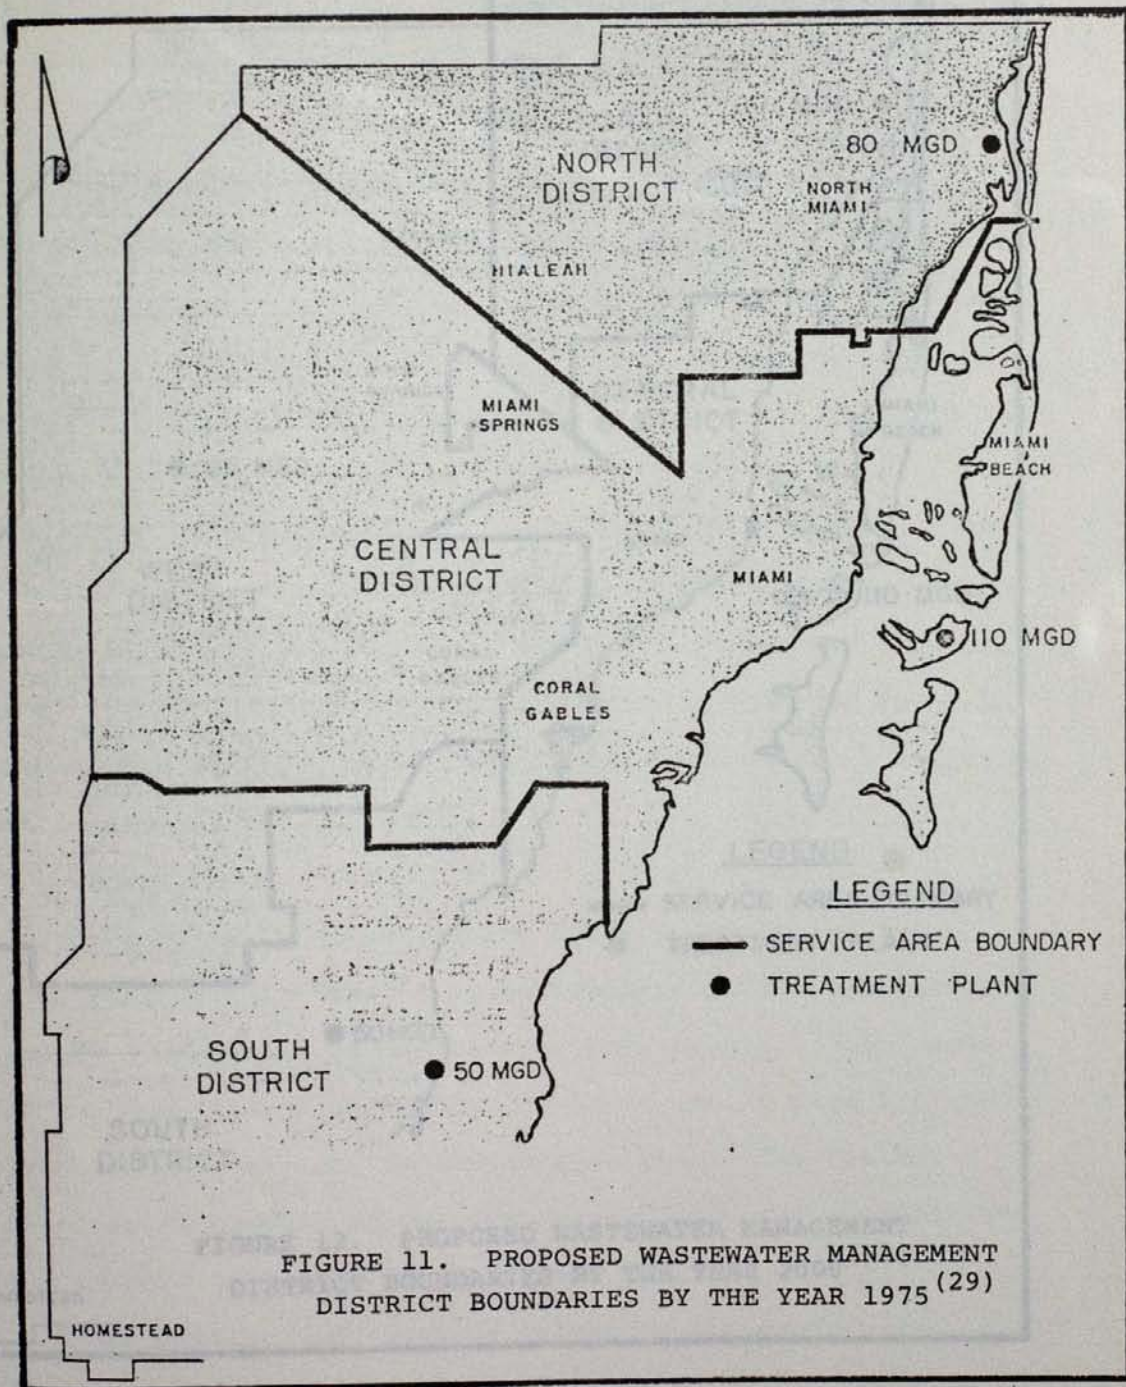 80 MGD
NORTH
DISTRICT
NORTH
MIAMI
HIALEAH
MIAMI
SPRINGS
MIAMI
BEACH
CENTRAL
DISTRICT
MIAMI
110 MGD
CORAL
GABLES
LEGEND
SERVICE AREA BOUNDARY
TREATMENT PLANT
SOUTH
DISTRICT
50 MGD
FIGURE 11. PROPOSED WASTEWATER MANAGEMENT
DISTRICT BOUNDARIES BY THE YEAR 1975 (29)
HOMESTEAD